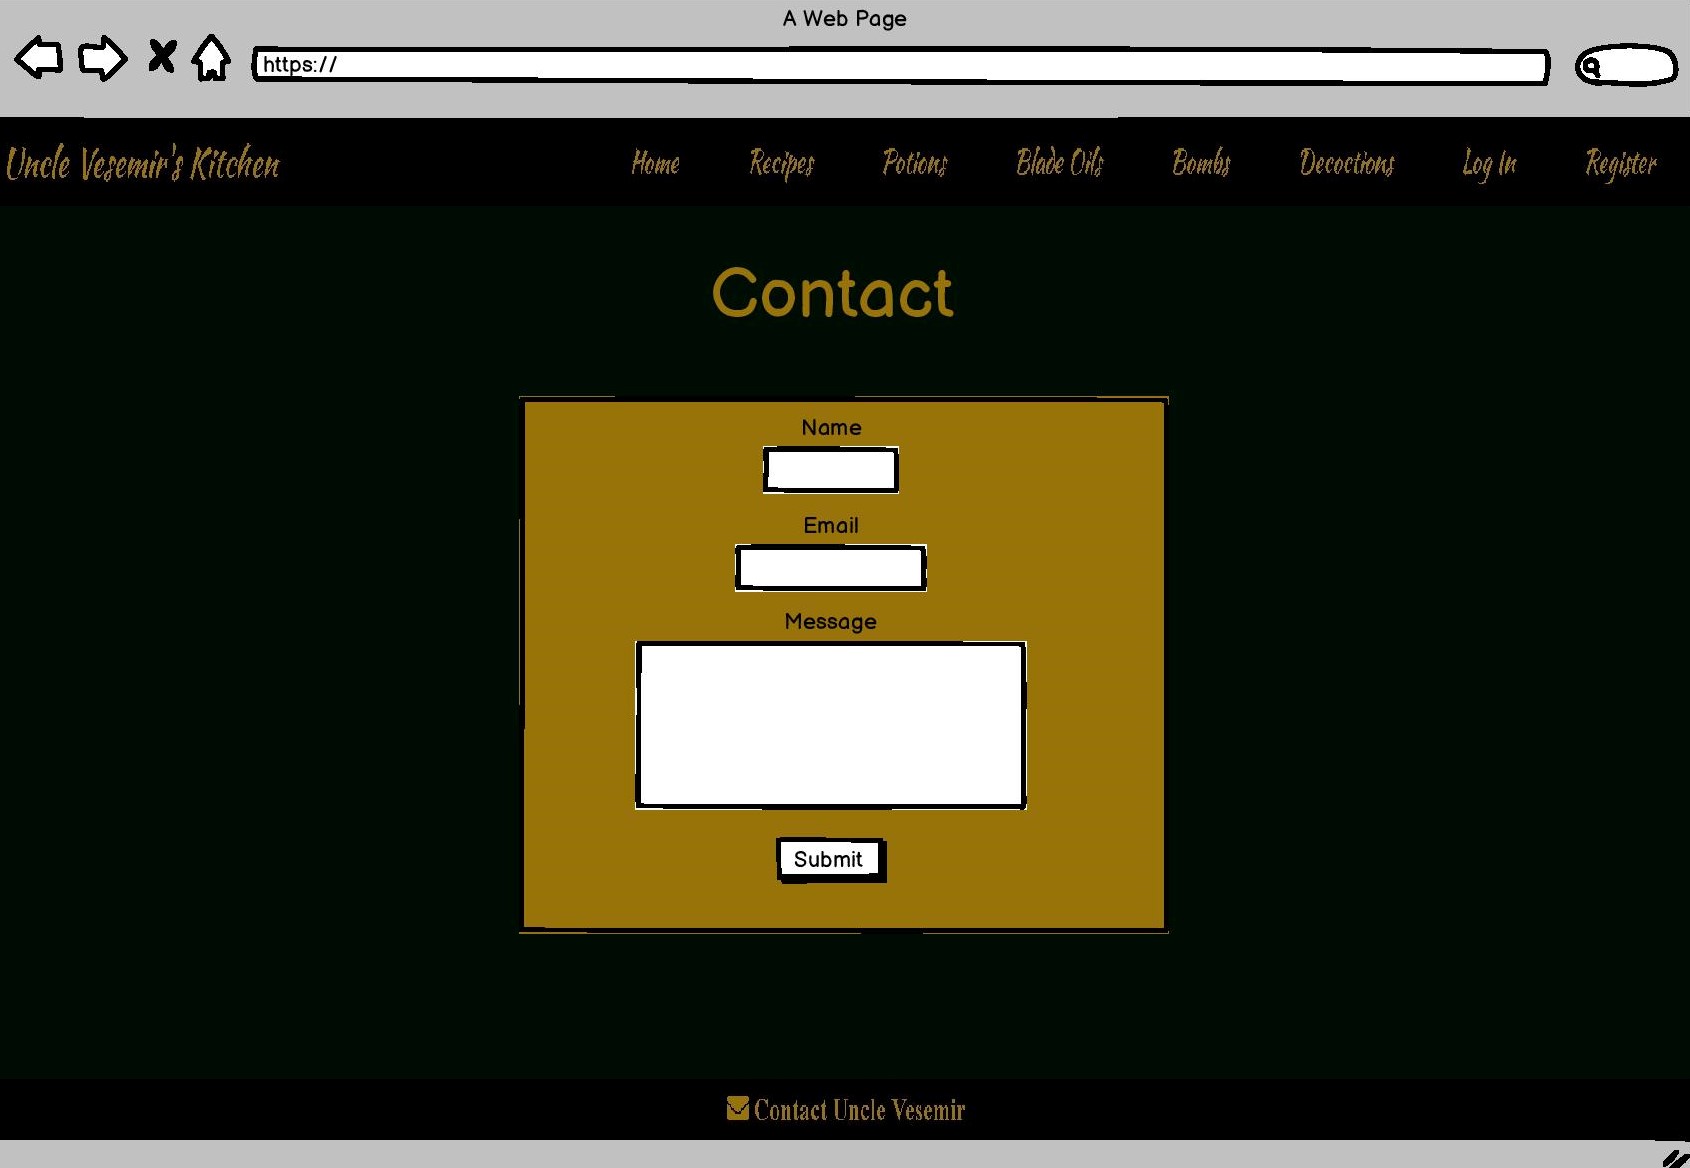 A Web Page
https://
Uncle Vesemir's Kitchen Home Recipes Potions Blade Oils Bombs Decoctions Log In Register
Contact
Name
Email
Message
Submit
Contact Uncle Vesemir